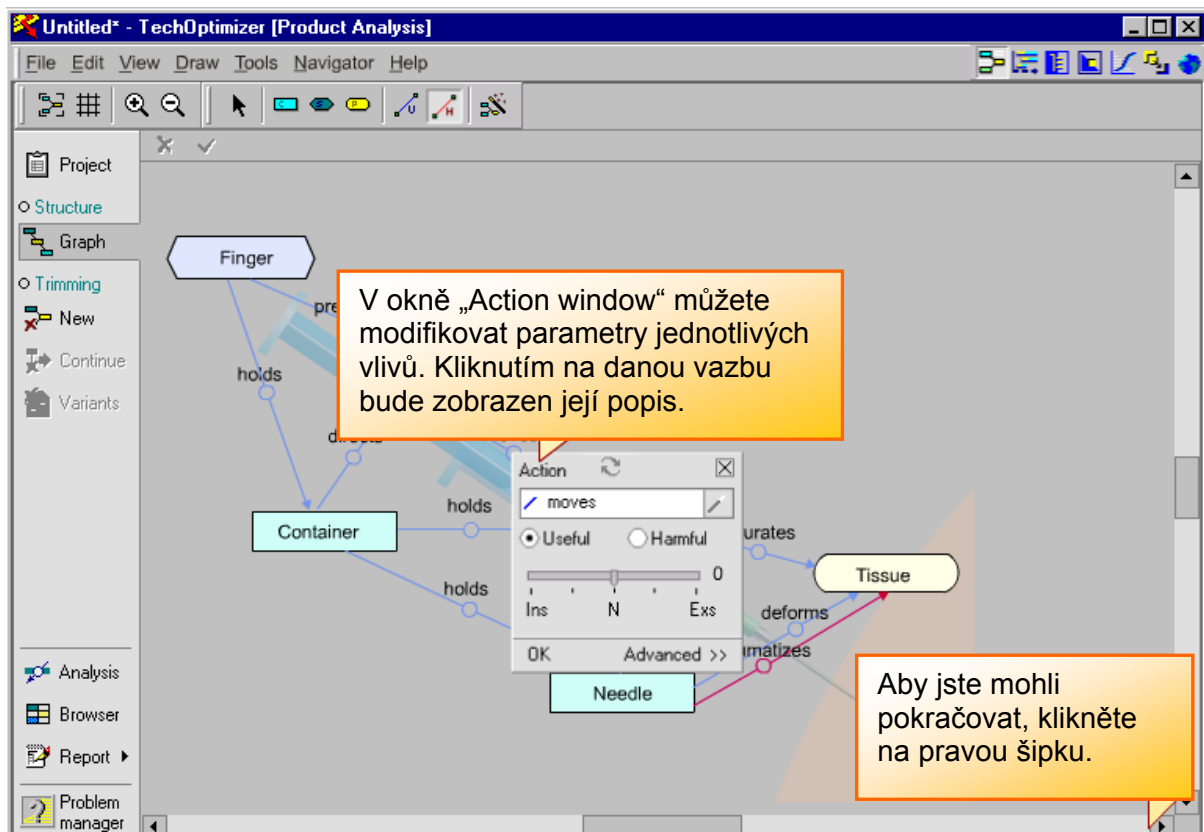 Untitled* - TechOptimizer [Product Analysis]
File Edit View Draw Tools Navigator Help
Project
Structure
Graph
Trimming
New
Continue
Variants
Analysis
Browser
Report
Problem
manager
Finger
V okně „Action window“ můžete
modifikovat parametry jednotlivých
vlivů. Kliknutím na danou vazbu
bude zobrazen její popis.
holds
Action
moves
Useful Harmful
0
Ins N Exs
OK Advanced >>
holds
Container
holds
Tissue
deforms
Needle
Aby jste mohli
pokračovat, klikněte
na pravou šipku.